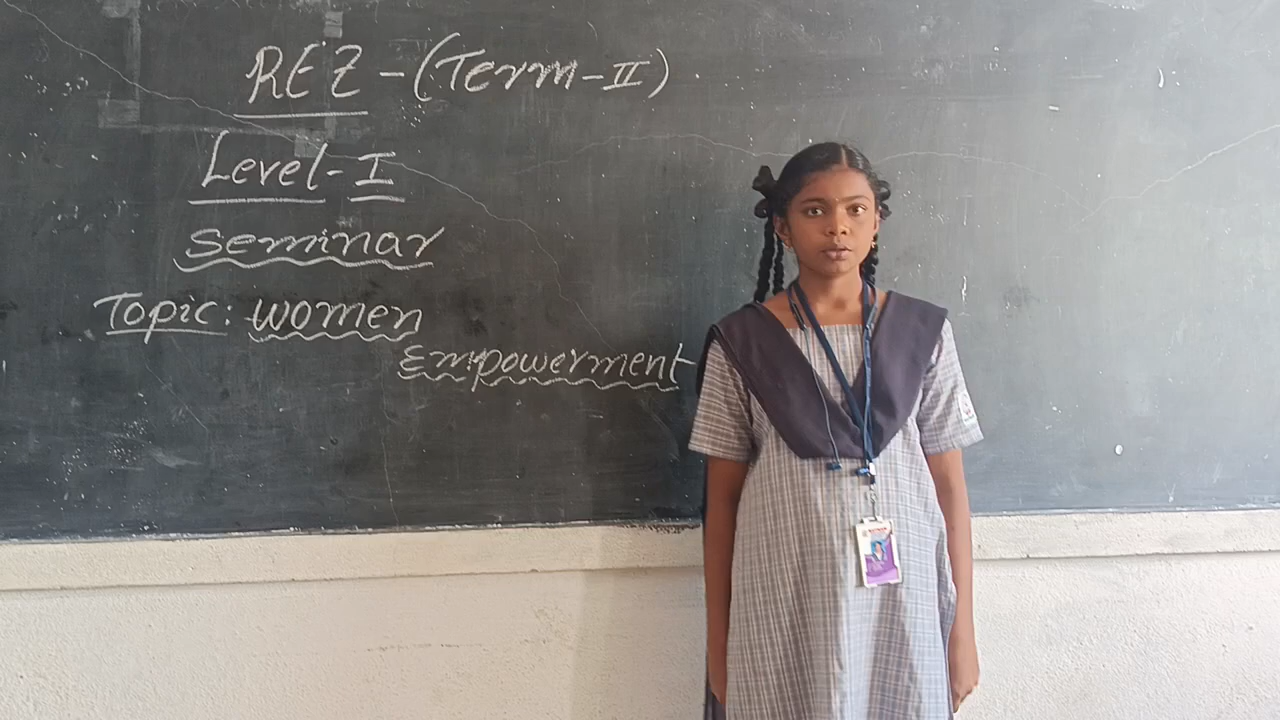 REZ - (Term - II)
Level - I
Seminar
Topic: women
Empowerment